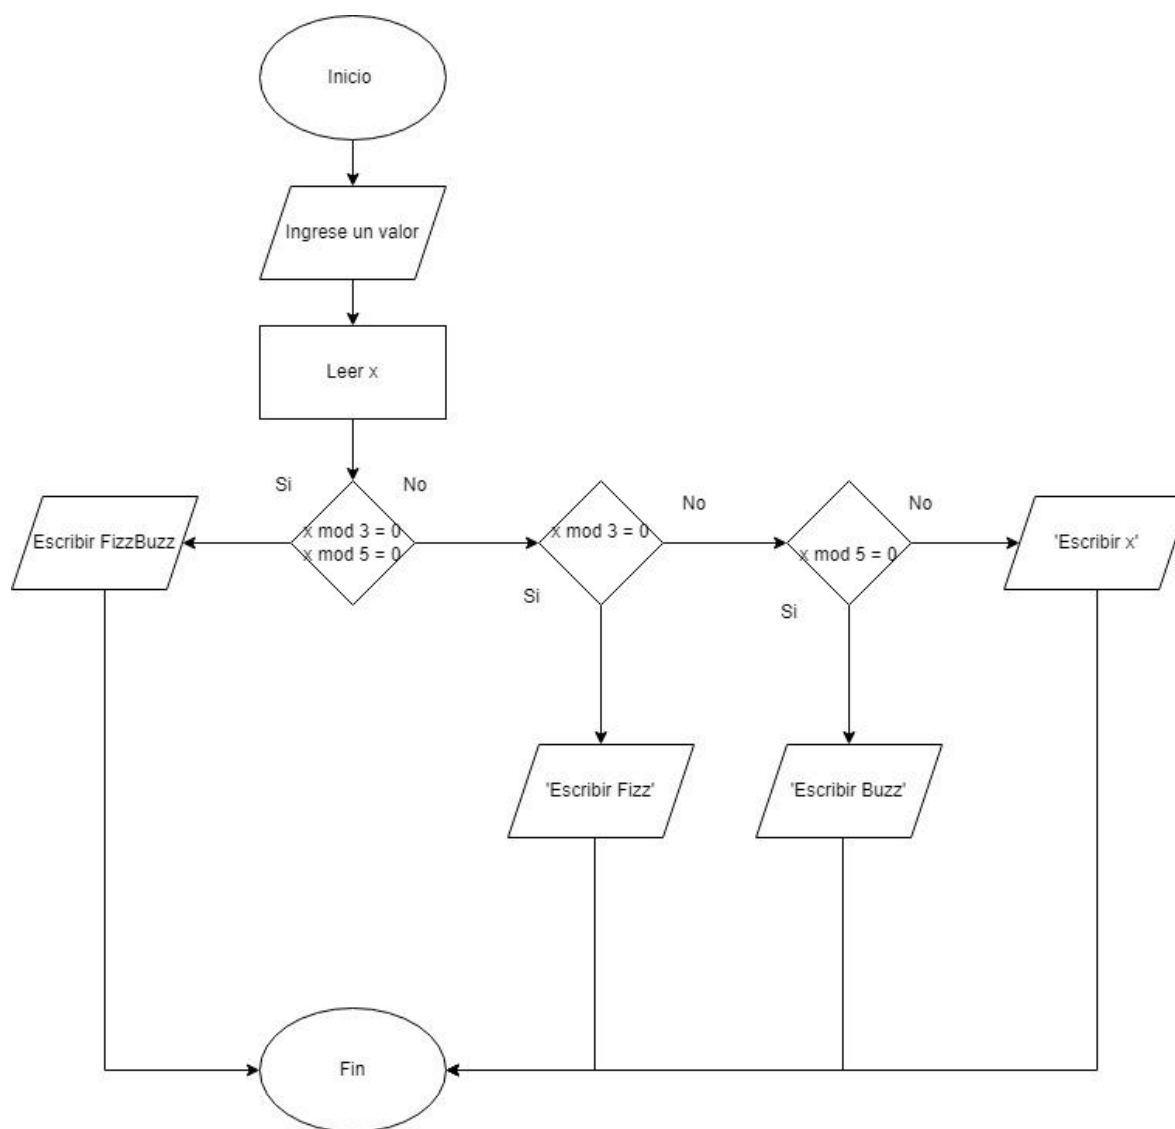 Inicio
Ingrese un valor
Leer x
Si
No
Escribir FizzBuzz
x mod 3 = 0
x mod 5 = 0
x mod 3 = 0
No
Si
x mod 5 = 0
No
Si
'Escribir x'
'Escribir Fizz'
'Escribir Buzz'
Fin